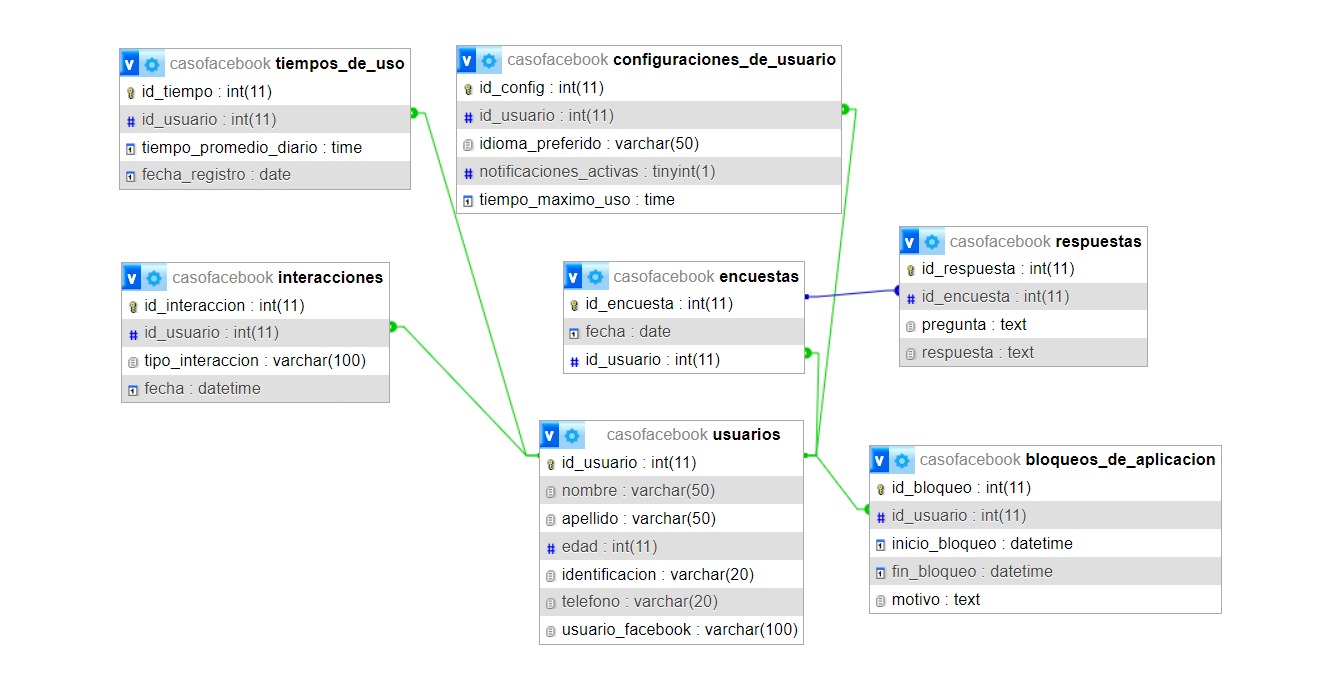 casofacebook tiempos_de_uso
id_tiempo : int(11)
id_usuario : int(11)
tiempo_promedio_diario : time
fecha_registro : date
casofacebook configuraciones_de_usuario
id_config : int(11)
id_usuario : int(11)
idioma_preferido : varchar(50)
notificaciones_activas : tinyint(1)
tiempo_maximo_uso : time
casofacebook respuestas
id_respuesta : int(11)
id_encuesta : int(11)
pregunta : text
respuesta : text
casofacebook interacciones
id_interaccion : int(11)
id_usuario : int(11)
tipo_interaccion : varchar(100)
fecha : datetime
casofacebook encuestas
id_encuesta : int(11)
fecha : date
id_usuario : int(11)
casofacebook usuarios
id_usuario : int(11)
nombre : varchar(50)
apellido : varchar(50)
edad : int(11)
identificacion : varchar(20)
telefono : varchar(20)
usuario_facebook : varchar(100)
casofacebook bloqueos_de_aplicacion
id_bloqueo : int(11)
id_usuario : int(11)
inicio_bloqueo : datetime
fin_bloqueo : datetime
motivo : text